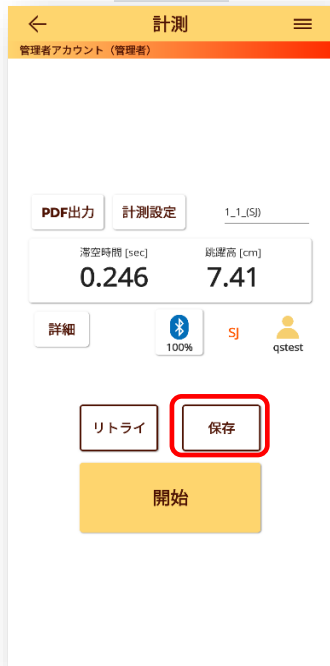 計測
管理者アカウント（管理者）
PDF出力 計測設定 1_1_(SJ)
滞空時間 [sec] 跳躍高 [cm]
0.246 7.41
詳細 100% SJ qstest
リトライ 保存
開始